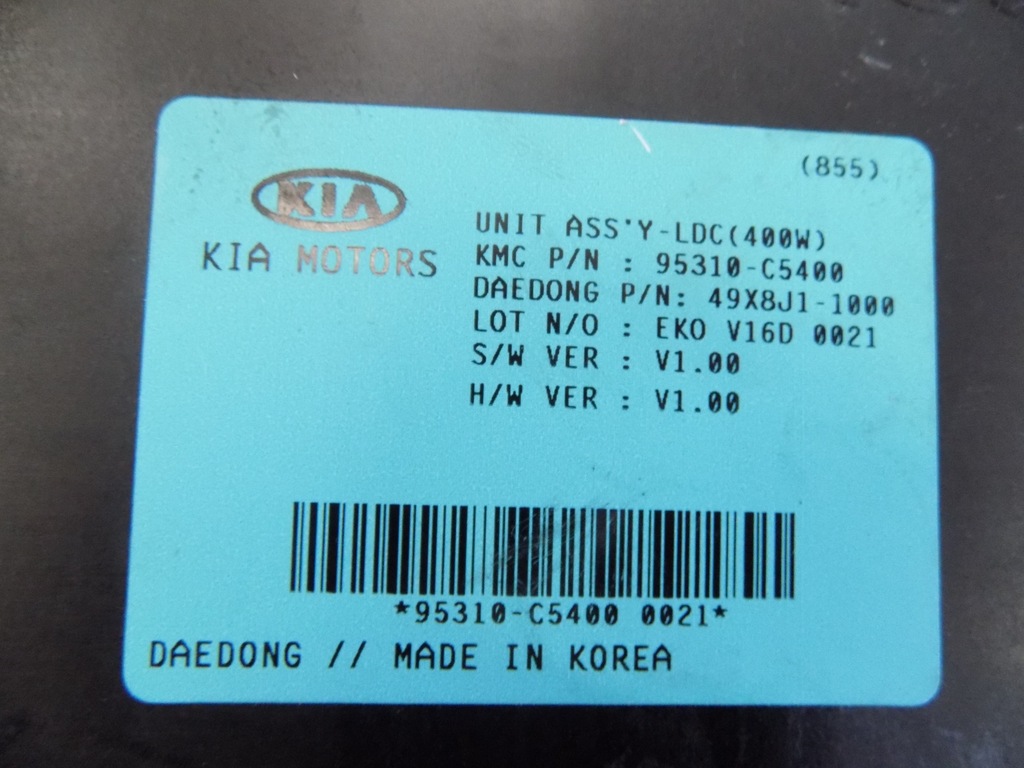 (855)
KIA
KIA MOTORS
UNIT ASS'Y-LDC(400W)
KMC P/N : 95310-C5400
DAEDONG P/N: 49X8J1-1000
LOT N/O : EKO V16D 0021
S/W VER : V1.00
H/W VER : V1.00
*95310-C5400 0021*
DAEDONG // MADE IN KOREA